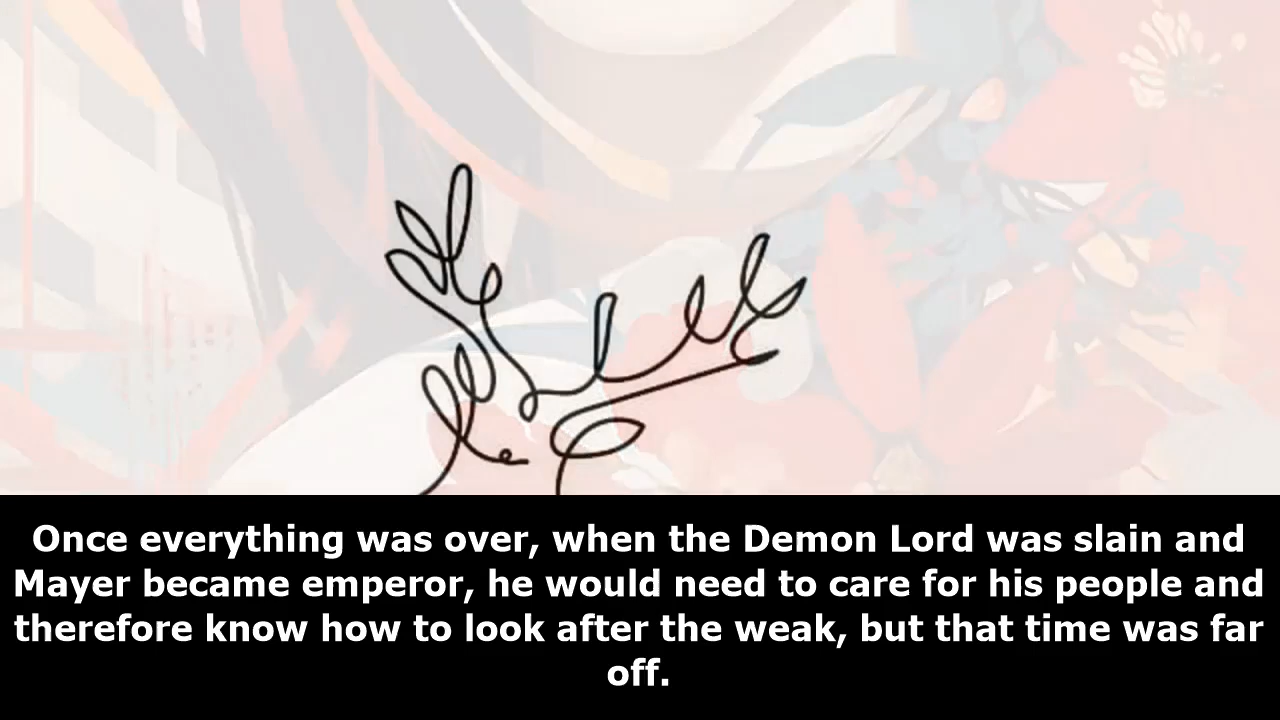 Once everything was over, when the Demon Lord was slain and
Mayer became emperor, he would need to care for his people and
therefore know how to look after the weak, but that time was far
off.